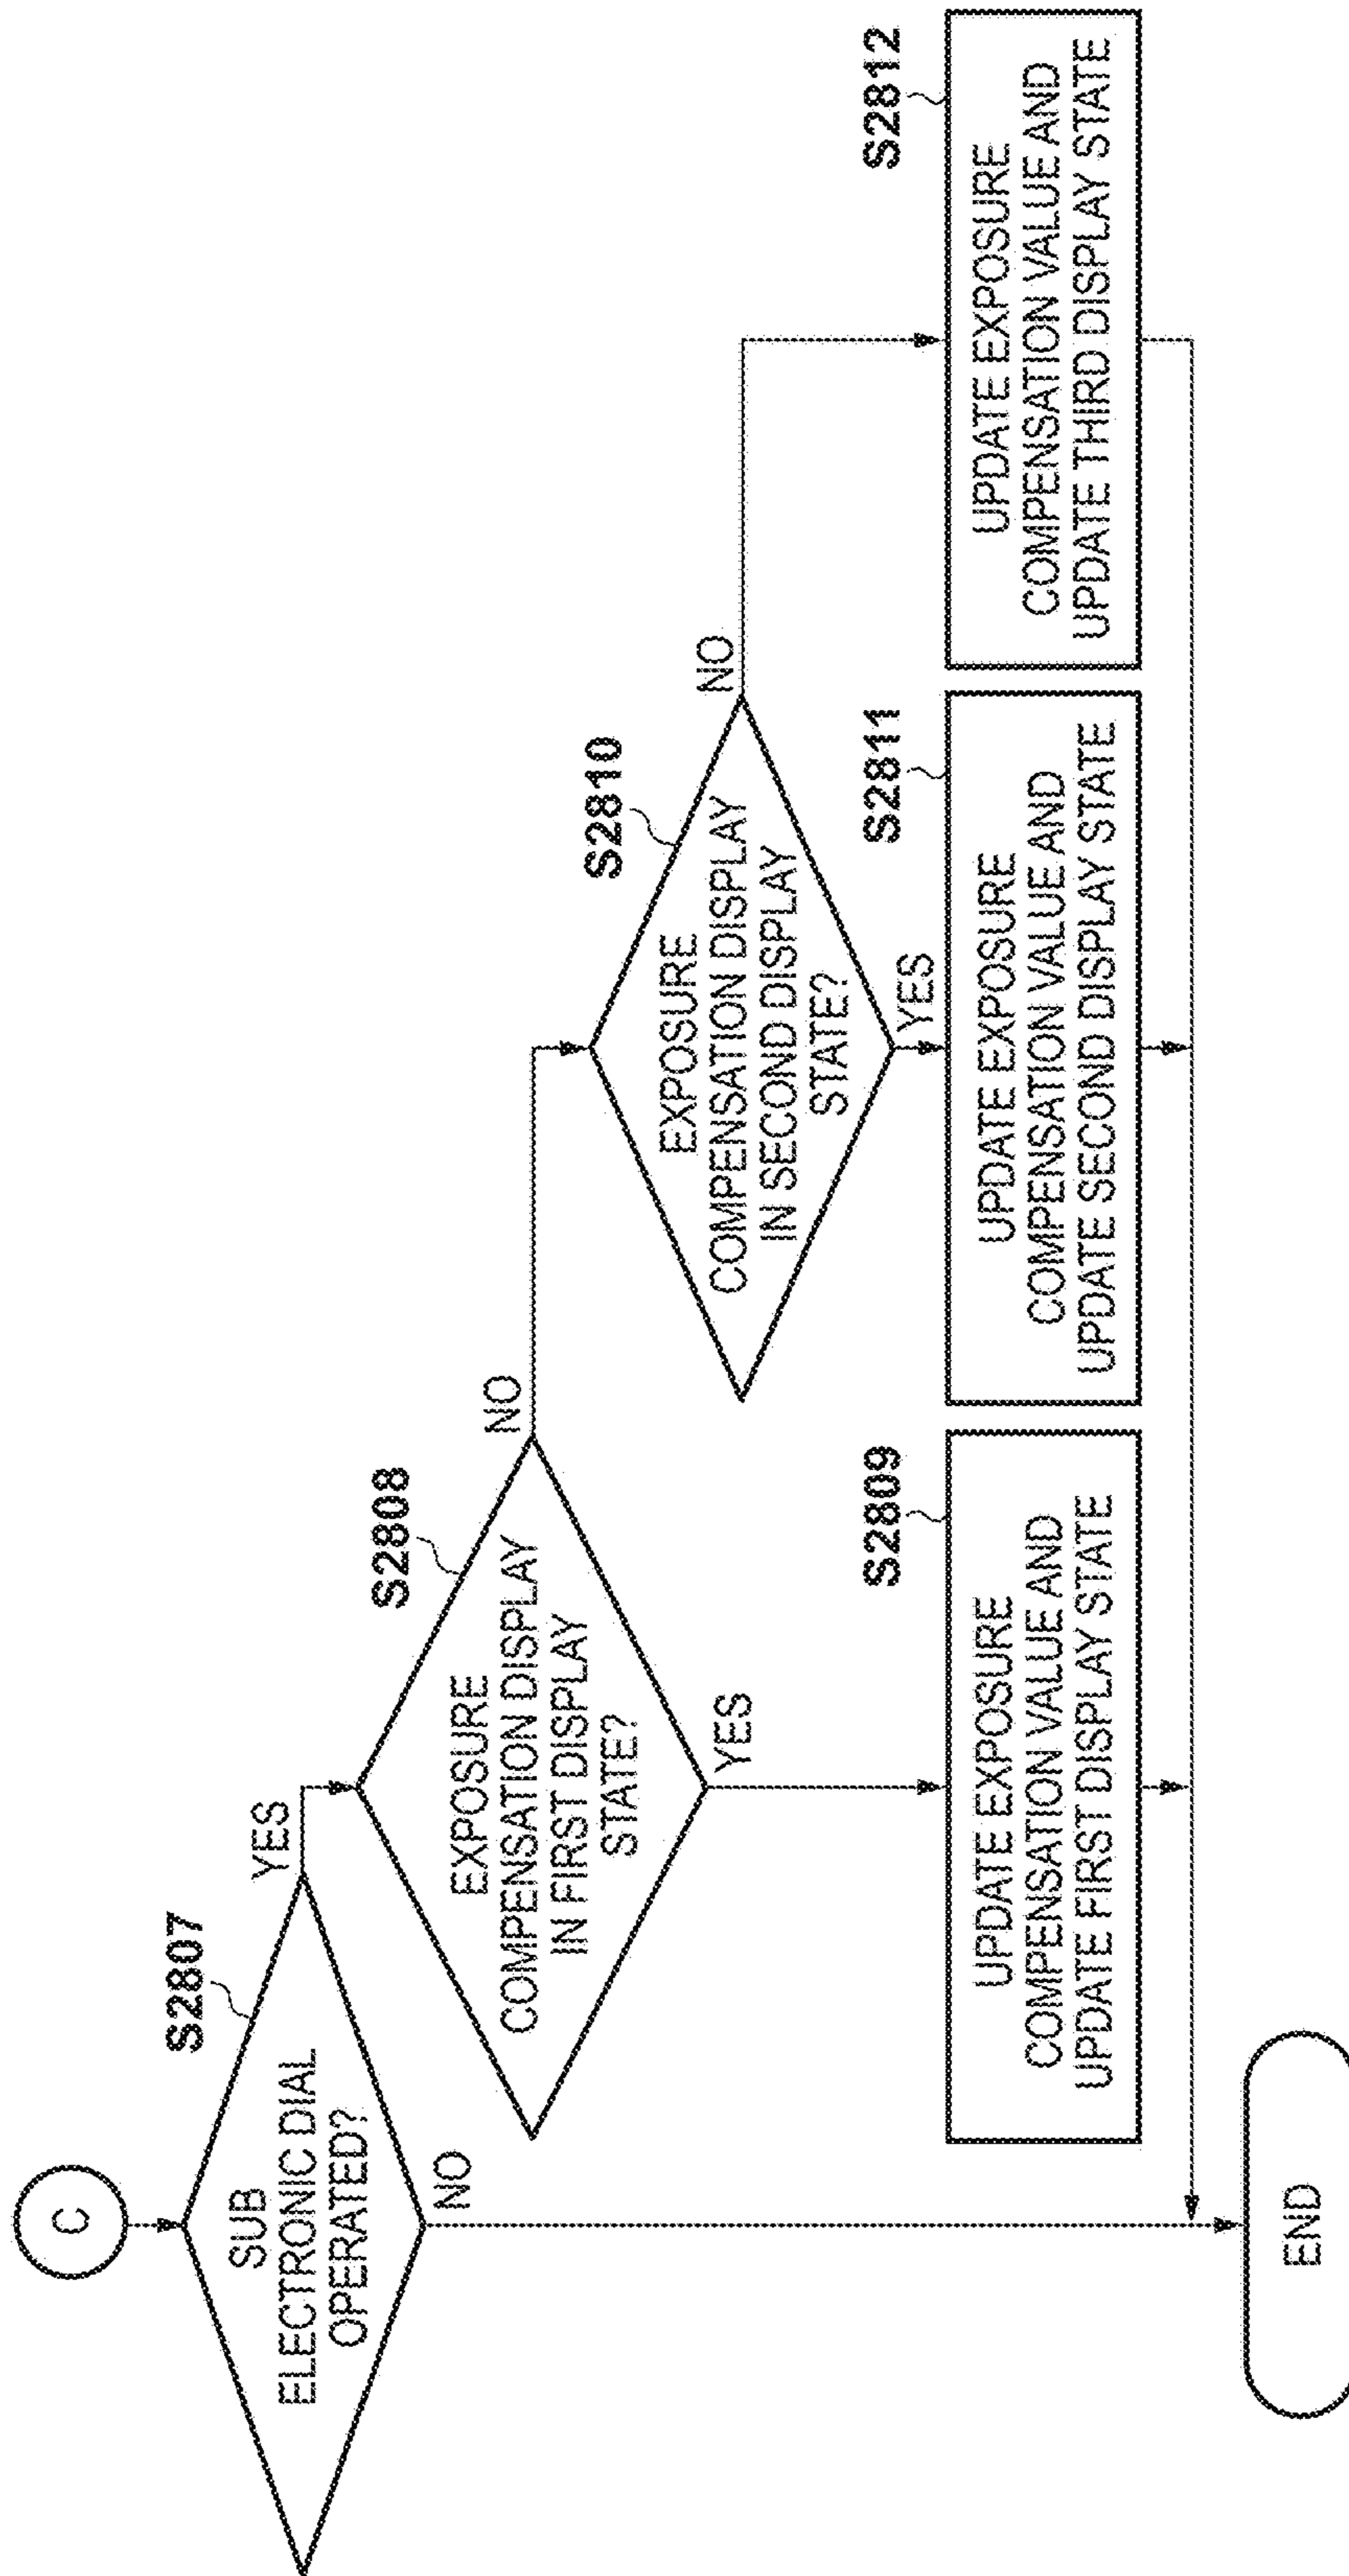 C
S2807
SUB
ELECTRONIC DIAL
OPERATED?
YES
NO
S2808
EXPOSURE
COMPENSATION DISPLAY
IN FIRST DISPLAY
STATE?
NO
YES
S2810
EXPOSURE
COMPENSATION DISPLAY
IN SECOND DISPLAY
STATE?
NO
YES
S2809
UPDATE EXPOSURE
COMPENSATION VALUE AND
UPDATE FIRST DISPLAY STATE
S2811
UPDATE EXPOSURE
COMPENSATION VALUE AND
UPDATE SECOND DISPLAY STATE
S2812
UPDATE EXPOSURE
COMPENSATION VALUE AND
UPDATE THIRD DISPLAY STATE
END